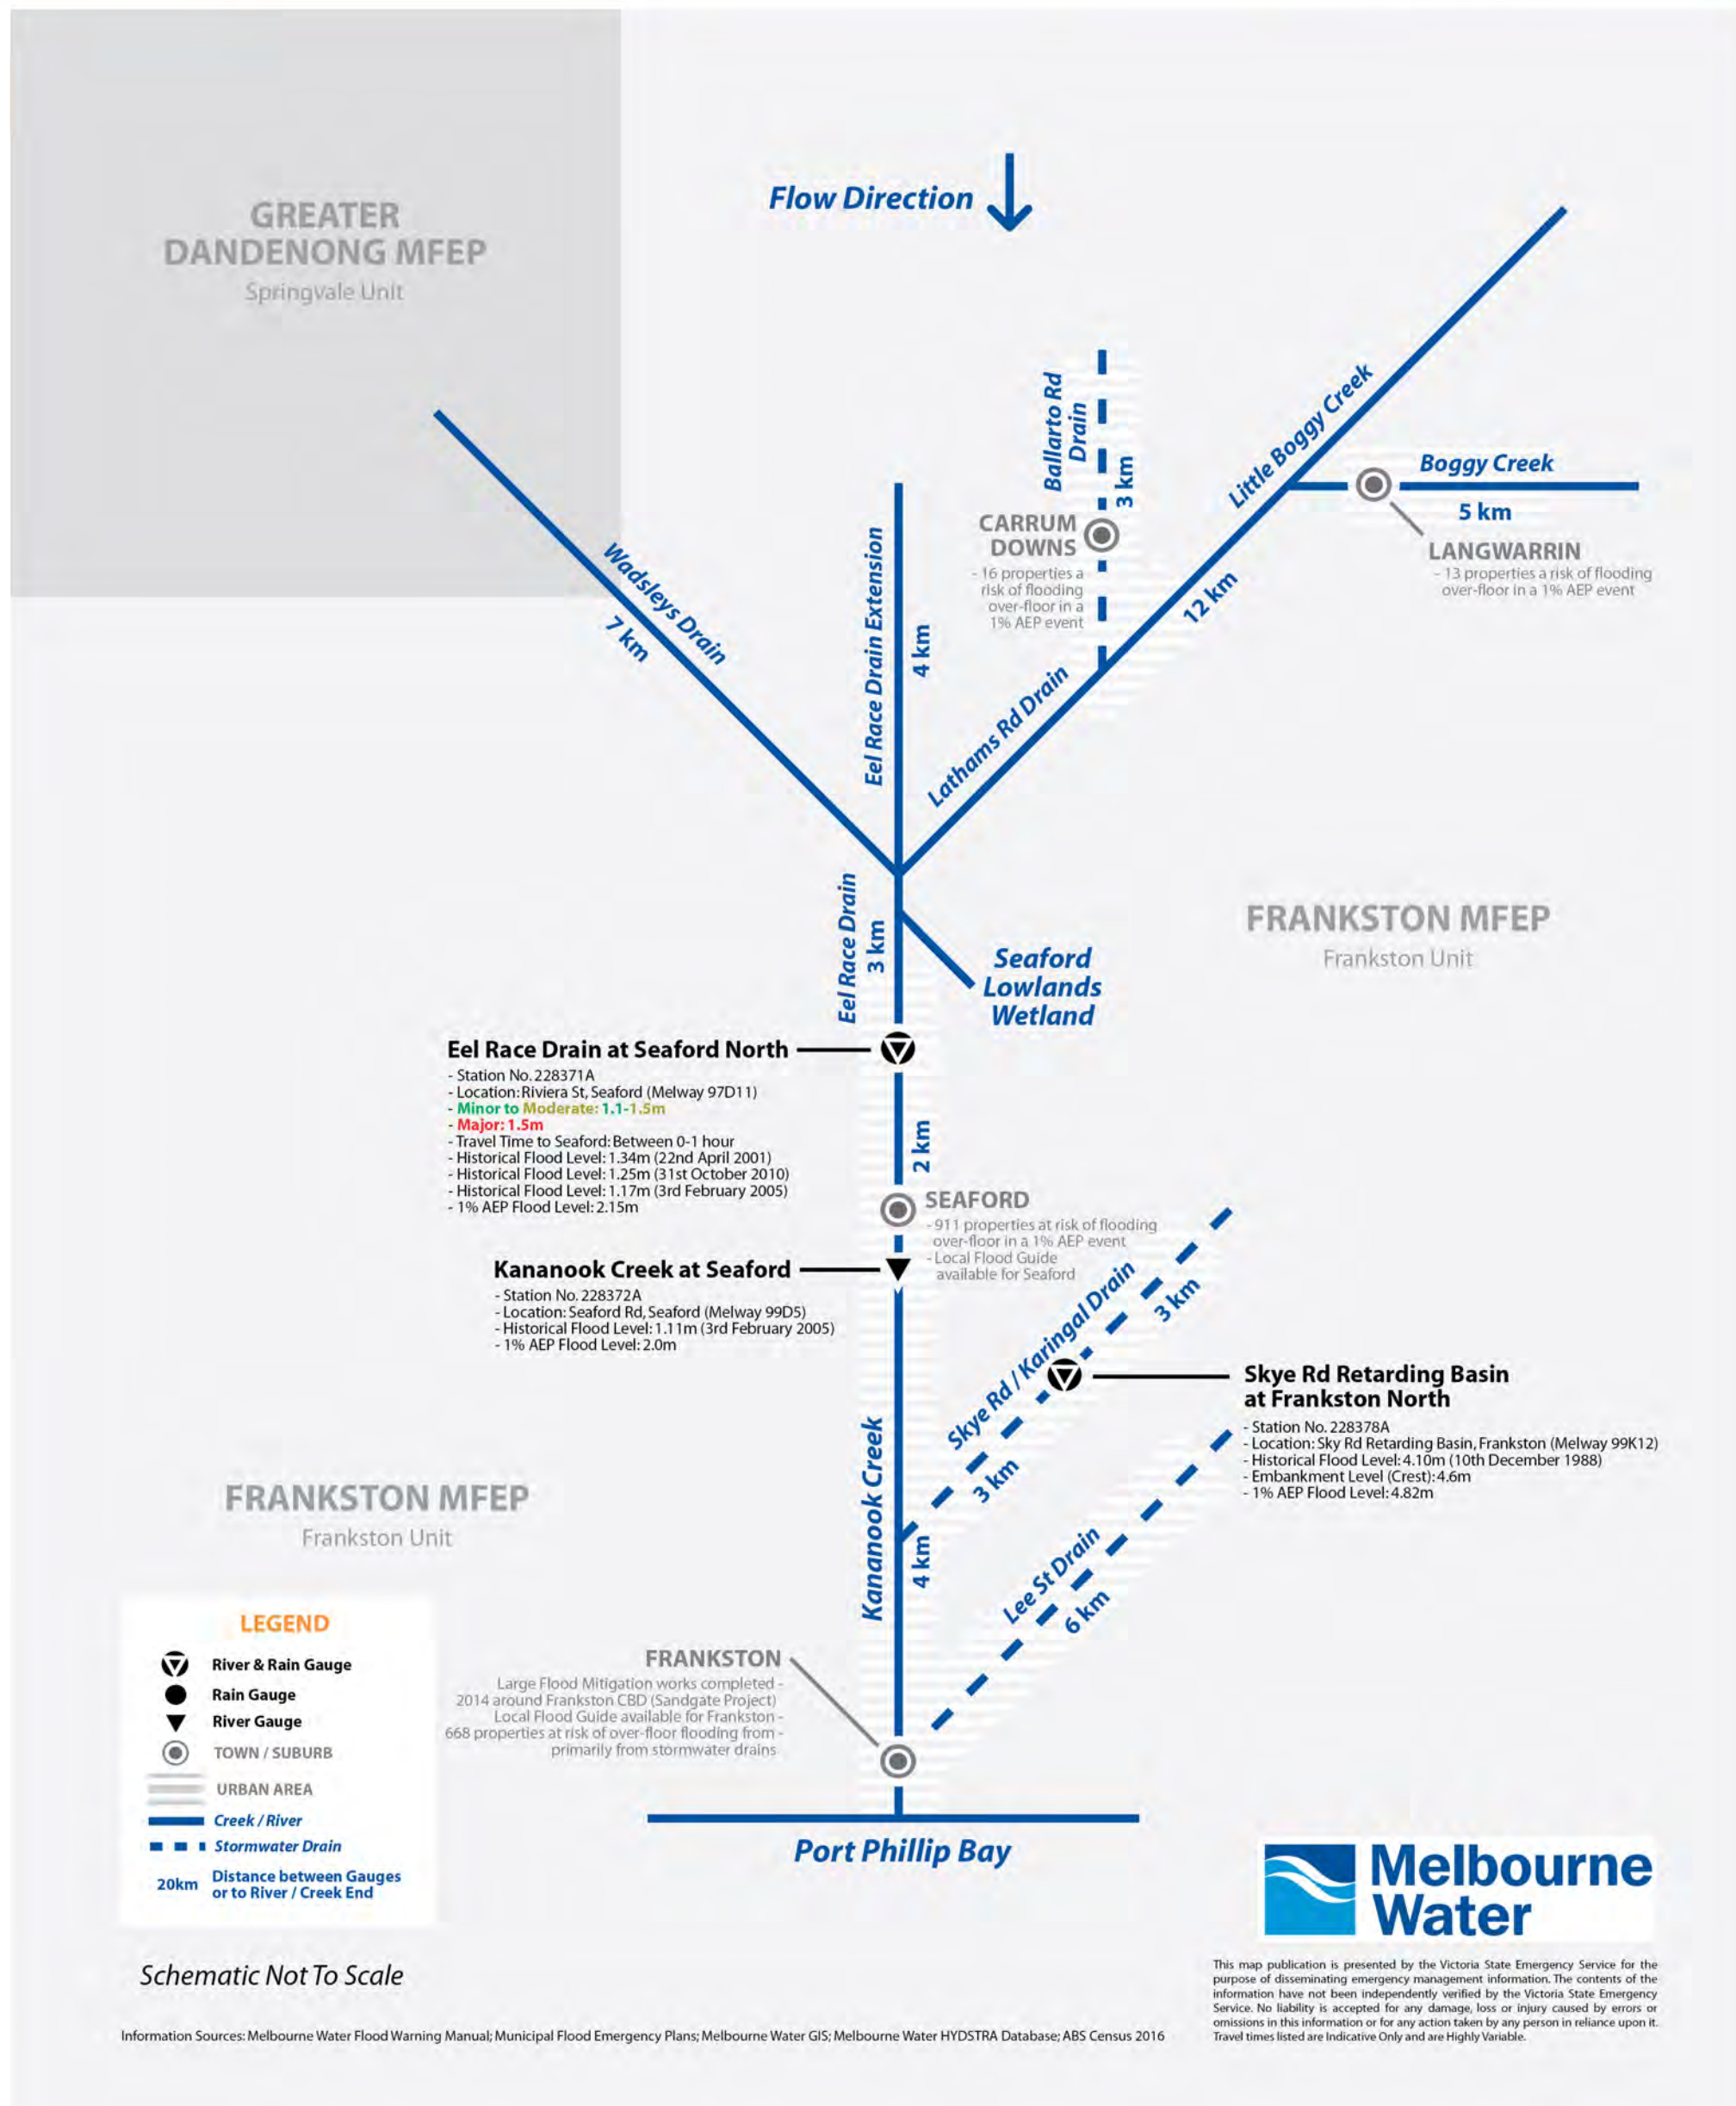 GREATER
DANDENONG MFEP
Springvale Unit
Flow Direction
Ballarto Rd
Drain
3 km
Little Boggy Creek
Boggy Creek
5 km
CARRUM
DOWNS
- 16 properties a
risk of flooding
over-floor in a
1% AEP event
LANGWARRIN
- 13 properties a risk of flooding
over-floor in a 1% AEP event
12 km
Wadsleys Drain
7 km
Eel Race Drain Extension
4 km
Lathams Rd Drain
Eel Race Drain
3 km
Seaford
Lowlands
Wetland
FRANKSTON MFEP
Frankston Unit
Eel Race Drain at Seaford North
- Station No. 228371A
- Location: Riviera St, Seaford (Melway 97D11)
- Minor to Moderate: 1.1-1.5m
- Major: 1.5m
- Travel Time to Seaford: Between 0-1 hour
- Historical Flood Level: 1.34m (22nd April 2001)
- Historical Flood Level: 1.25m (31st October 2010)
- Historical Flood Level: 1.17m (3rd February 2005)
- 1% AEP Flood Level: 2.15m
2 km
SEAFORD
- 911 properties at risk of flooding
over-floor in a 1% AEP event
- Local Flood Guide
available for Seaford
Kananook Creek at Seaford
- Station No. 228372A
- Location: Seaford Rd, Seaford (Melway 99D5)
- Historical Flood Level: 1.11m (3rd February 2005)
- 1% AEP Flood Level: 2.0m
Skye Rd / Karingal Drain
3 km
3 km
Skye Rd Retarding Basin
at Frankston North
- Station No. 228378A
- Location: Sky Rd Retarding Basin, Frankston (Melway 99K12)
- Historical Flood Level: 4.10m (10th December 1988)
- Embankment Level (Crest): 4.6m
- 1% AEP Flood Level: 4.82m
Kananook Creek
4 km
Lee St Drain
6 km
FRANKSTON MFEP
Frankston Unit
FRANKSTON
Large Flood Mitigation works completed -
2014 around Frankston CBD (Sandgate Project)
Local Flood Guide available for Frankston -
668 properties at risk of over-floor flooding from -
primarily from stormwater drains
LEGEND
River & Rain Gauge
Rain Gauge
River Gauge
TOWN / SUBURB
URBAN AREA
Creek / River
Stormwater Drain
20km Distance between Gauges
or to River / Creek End
Port Phillip Bay
Melbourne
Water
Schematic Not To Scale
This map publication is presented by the Victoria State Emergency Service for the
purpose of disseminating emergency management information. The contents of the
information have not been independently verified by the Victoria State Emergency
Service. No liability is accepted for any damage, loss or injury caused by errors or
omissions in this information or for any action taken by any person in reliance upon it.
Travel times listed are Indicative Only and are Highly Variable.
Information Sources: Melbourne Water Flood Warning Manual; Municipal Flood Emergency Plans; Melbourne Water GIS; Melbourne Water HYDSTRA Database; ABS Census 2016